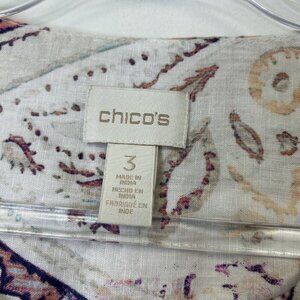 chico's
3
MADE IN
INDIA
HECHO EN
INDIA
FABRIQUÉ EN
INDE